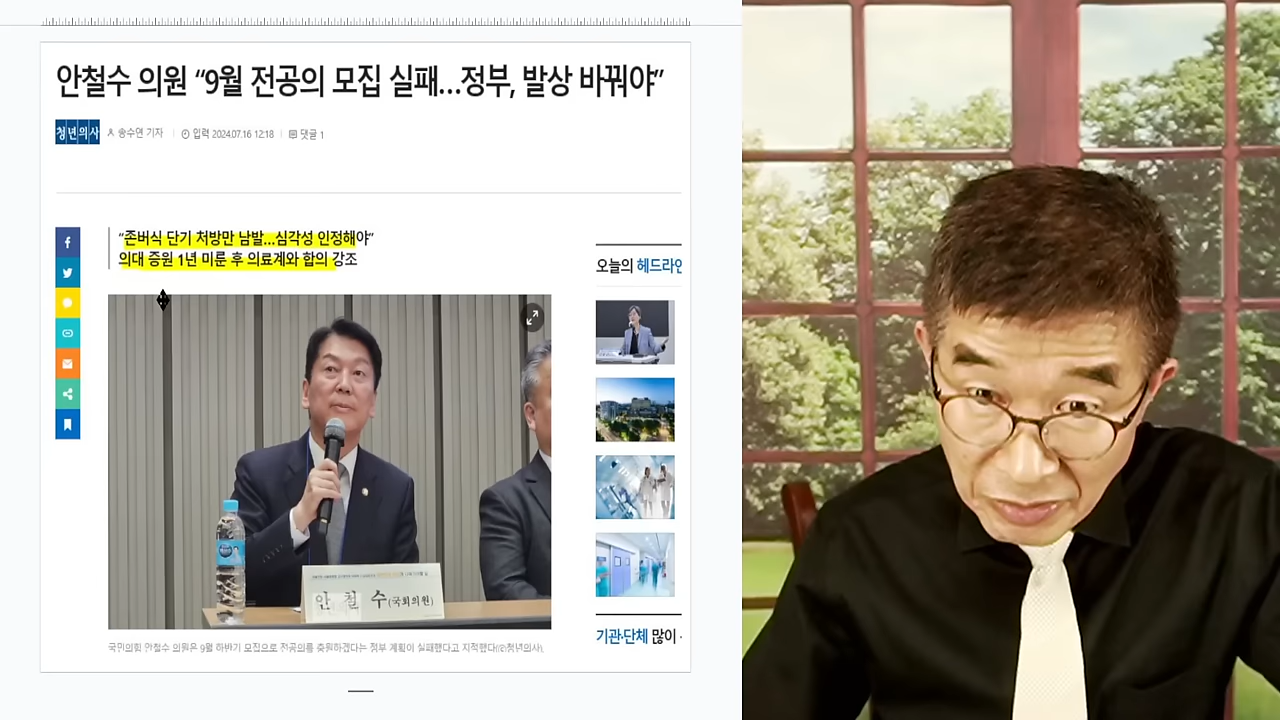 안철수 의원 “9월 전공의 모집 실패…정부, 발상 바꿔야”
청년의사 송수연 기자 입력 2024.07.16 12:18 댓글 1
“존버식 단기 처방만 남발…심각성 인정해야”
의대 증원 1년 미룬 후 의료계와 합의 강조
오늘의 헤드라인
안 철 수 (국회의원)
국민의힘 안철수 의원은 9월 하반기 모집으로 전공의를 충원하겠다는 정부 계획이 실패했다고 지적했다(ⓒ청년의사).
기관·단체 많이